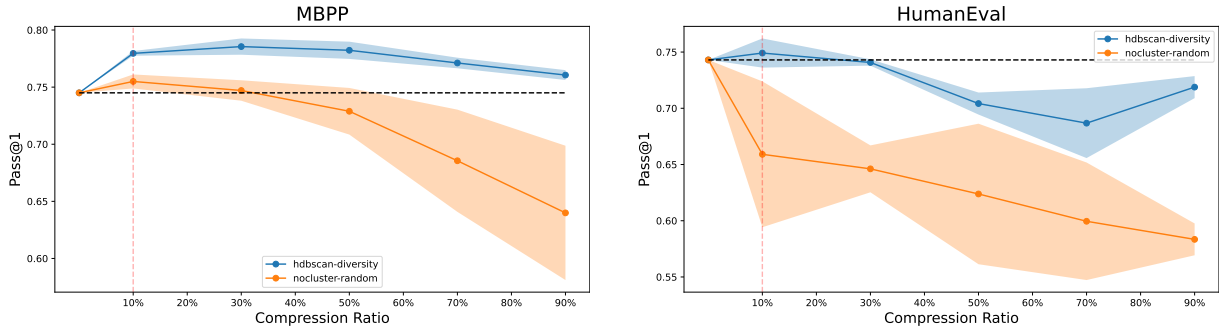 MBPP
0.80
0.75
0.70
0.65
0.60
Pass@1
hdbscan-diversity
nocluster-random
10% 20% 30% 40% 50% 60% 70% 80% 90%
Compression Ratio
HumanEval
0.75
0.70
0.65
0.60
0.55
Pass@1
hdbscan-diversity
nocluster-random
10% 20% 30% 40% 50% 60% 70% 80% 90%
Compression Ratio